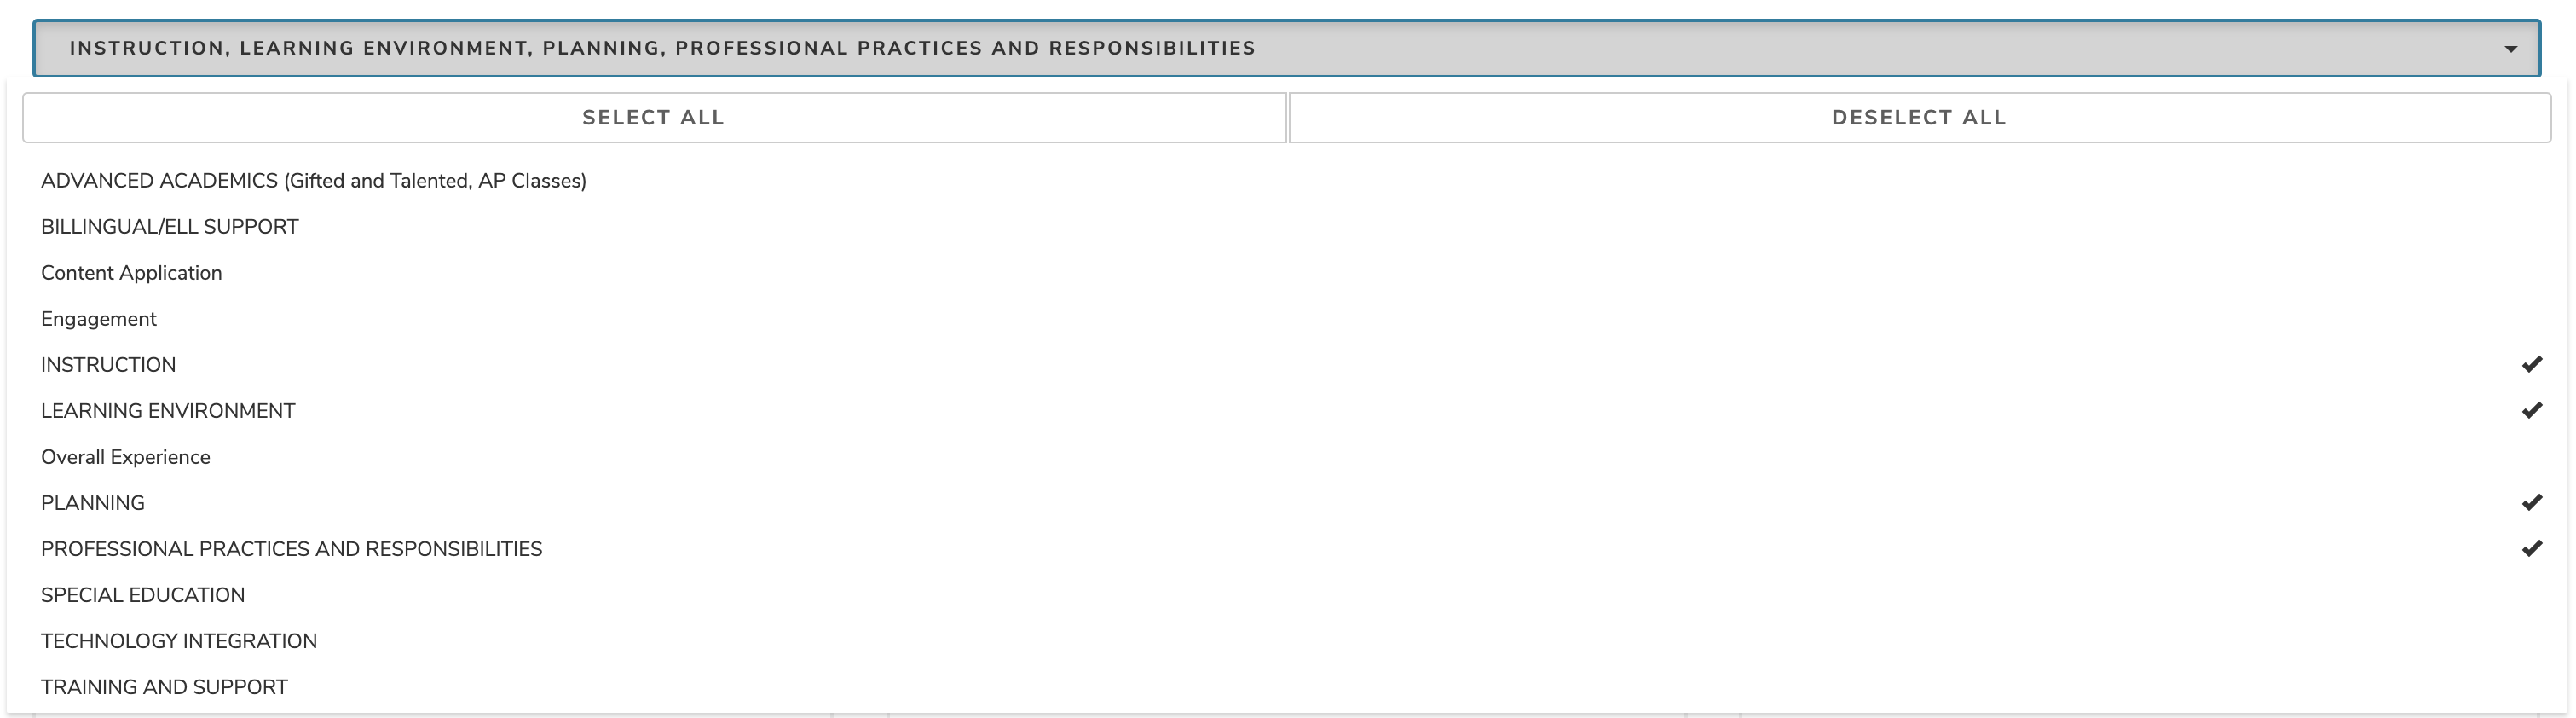 INSTRUCTION, LEARNING ENVIRONMENT, PLANNING, PROFESSIONAL PRACTICES AND RESPONSIBILITIES
SELECT ALL
DESELECT ALL
ADVANCED ACADEMICS (Gifted and Talented, AP Classes)
BILLINGUAL/ELL SUPPORT
Content Application
Engagement
INSTRUCTION
LEARNING ENVIRONMENT
Overall Experience
PLANNING
PROFESSIONAL PRACTICES AND RESPONSIBILITIES
SPECIAL EDUCATION
TECHNOLOGY INTEGRATION
TRAINING AND SUPPORT